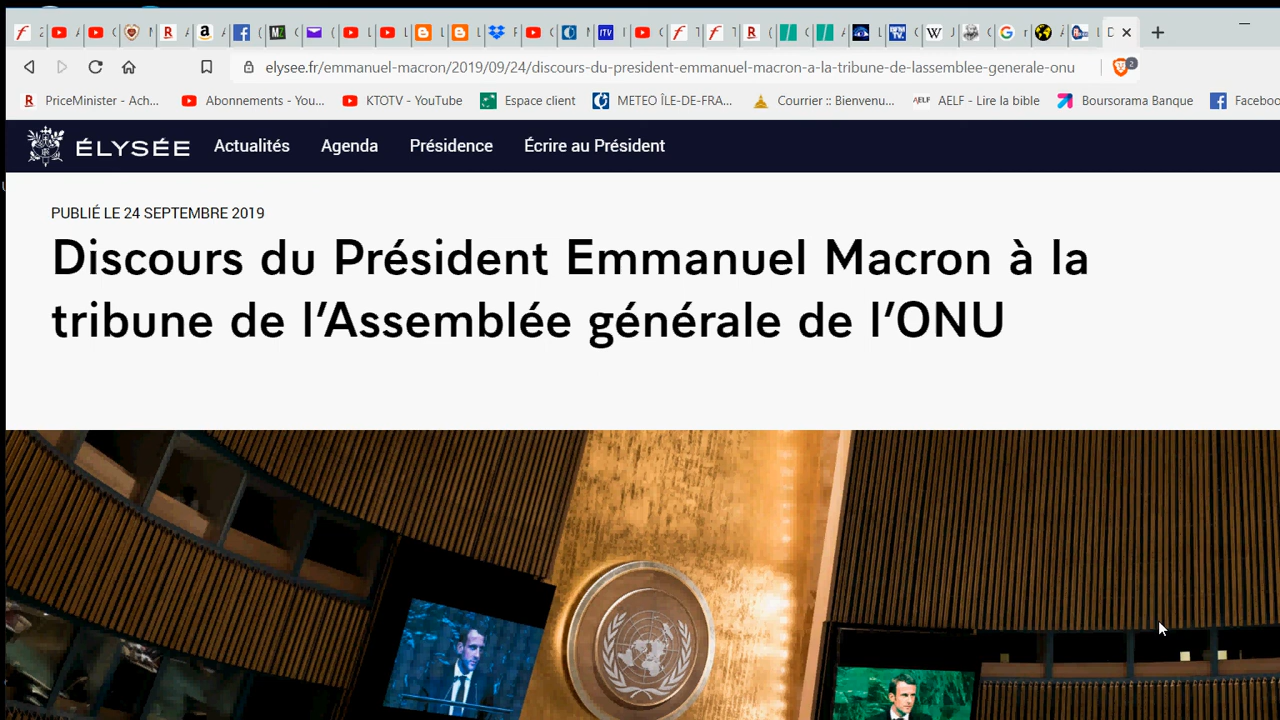 elysee.fr/emmanuel-macron/2019/09/24/discours-du-president-emmanuel-macron-a-la-tribune-de-lassemblee-generale-onu
2
PriceMinister - Ach... Abonnements - You... KTOTV - YouTube Espace client METEO ÎLE-DE-FRA... Courrier :: Bienvenu... AELF - Lire la bible Boursorama Banque Faceboo
ÉLYSÉE Actualités Agenda Présidence Écrire au Président
PUBLIÉ LE 24 SEPTEMBRE 2019
Discours du Président Emmanuel Macron à la
tribune de l’Assemblée générale de l’ONU